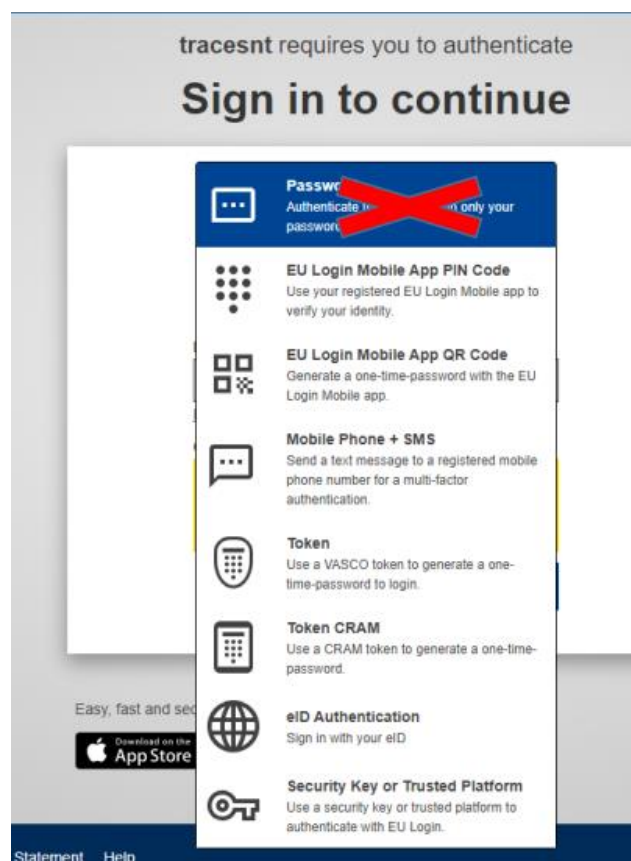 tracesnt requires you to authenticate
Sign in to continue
Authenticate only your
EU Login Mobile App PIN Code
Use your registered EU Login Mobile app to
verify your identity.
EU Login Mobile App QR Code
Generate a one-time-password with the EU
Login Mobile app.
Mobile Phone + SMS
Send a text message to a registered mobile
phone number for a multi-factor
authentication.
Token
Use a VASCO token to generate a one-
time-password to login.
Token CRAM
Use a CRAM token to generate a one-time-
password.
eID Authentication
Sign in with your eID
Security Key or Trusted Platform
Use a security key or trusted platform to
authenticate with EU Login.
Easy, fast and
Download on the
App Store
Statement Help